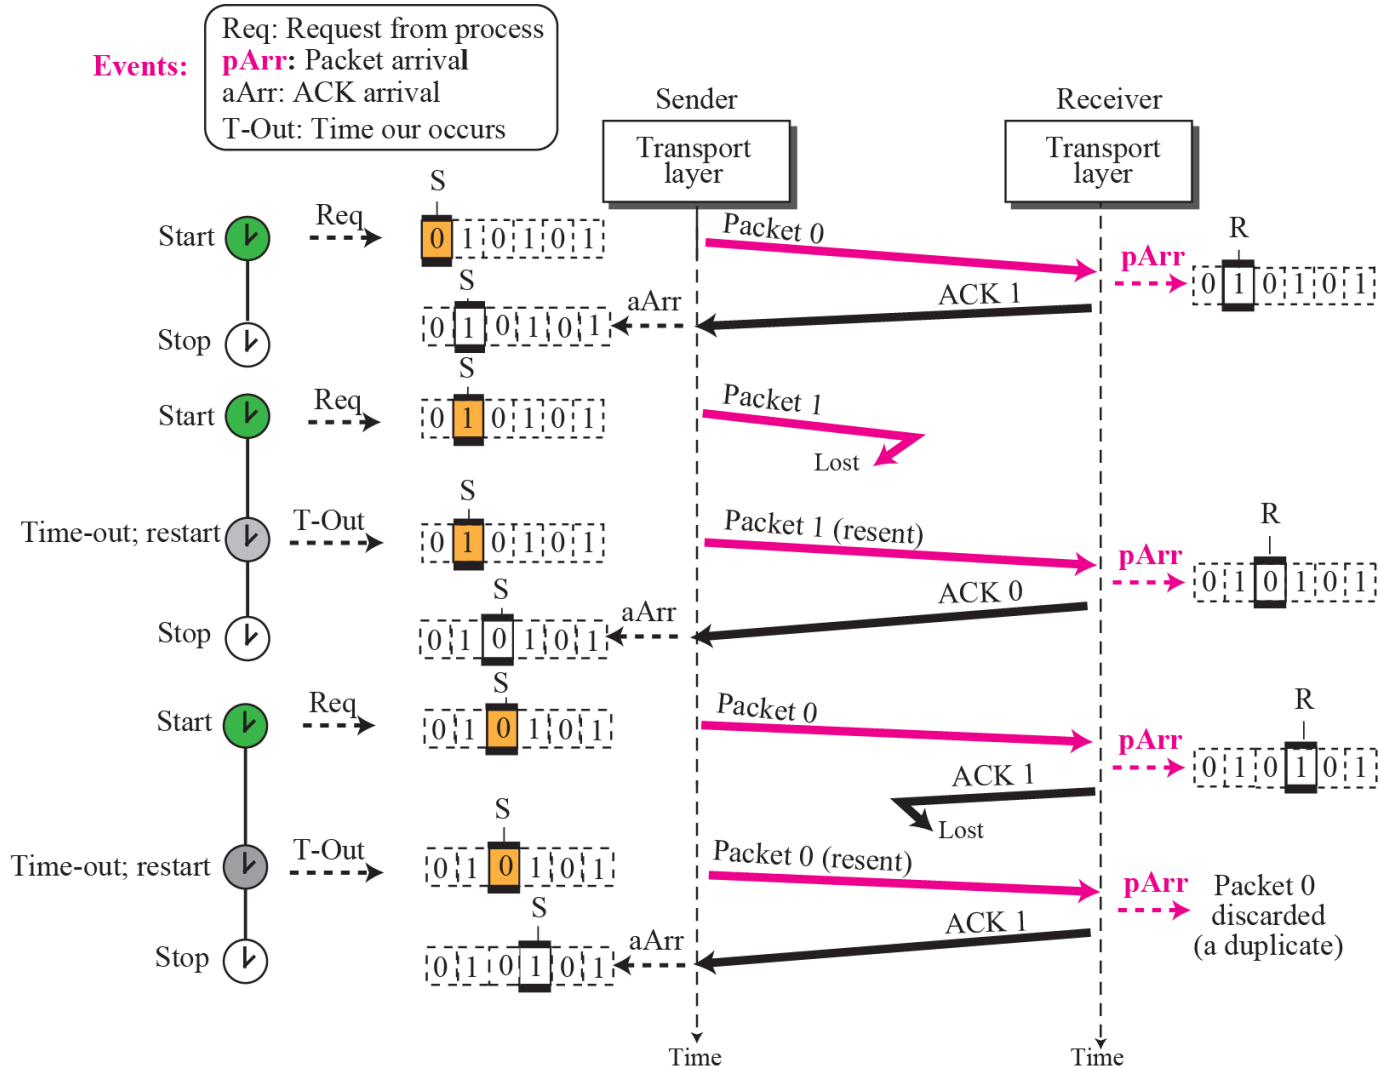 Events:
Req: Request from process
pArr: Packet arrival
aArr: ACK arrival
T-Out: Time our occurs
Sender
Transport
layer
Receiver
Transport
layer
Start
Req
S
0 1 0 1 0 1
Packet 0
pArr
R
0 1 0 1 0 1
Stop
S
0 1 0 1 0 1
aArr
ACK 1
Start
Req
S
0 1 0 1 0 1
Packet 1
Lost
Time-out; restart
T-Out
S
0 1 0 1 0 1
Packet 1 (resent)
pArr
R
0 1 0 1 0 1
Stop
S
0 1 0 1 0 1
aArr
ACK 0
Start
Req
S
0 1 0 1 0 1
Packet 0
pArr
R
0 1 0 1 0 1
ACK 1
Lost
Time-out; restart
T-Out
S
0 1 0 1 0 1
Packet 0 (resent)
pArr
Packet 0
discarded
(a duplicate)
Stop
S
0 1 0 1 0 1
aArr
ACK 1
Time
Time